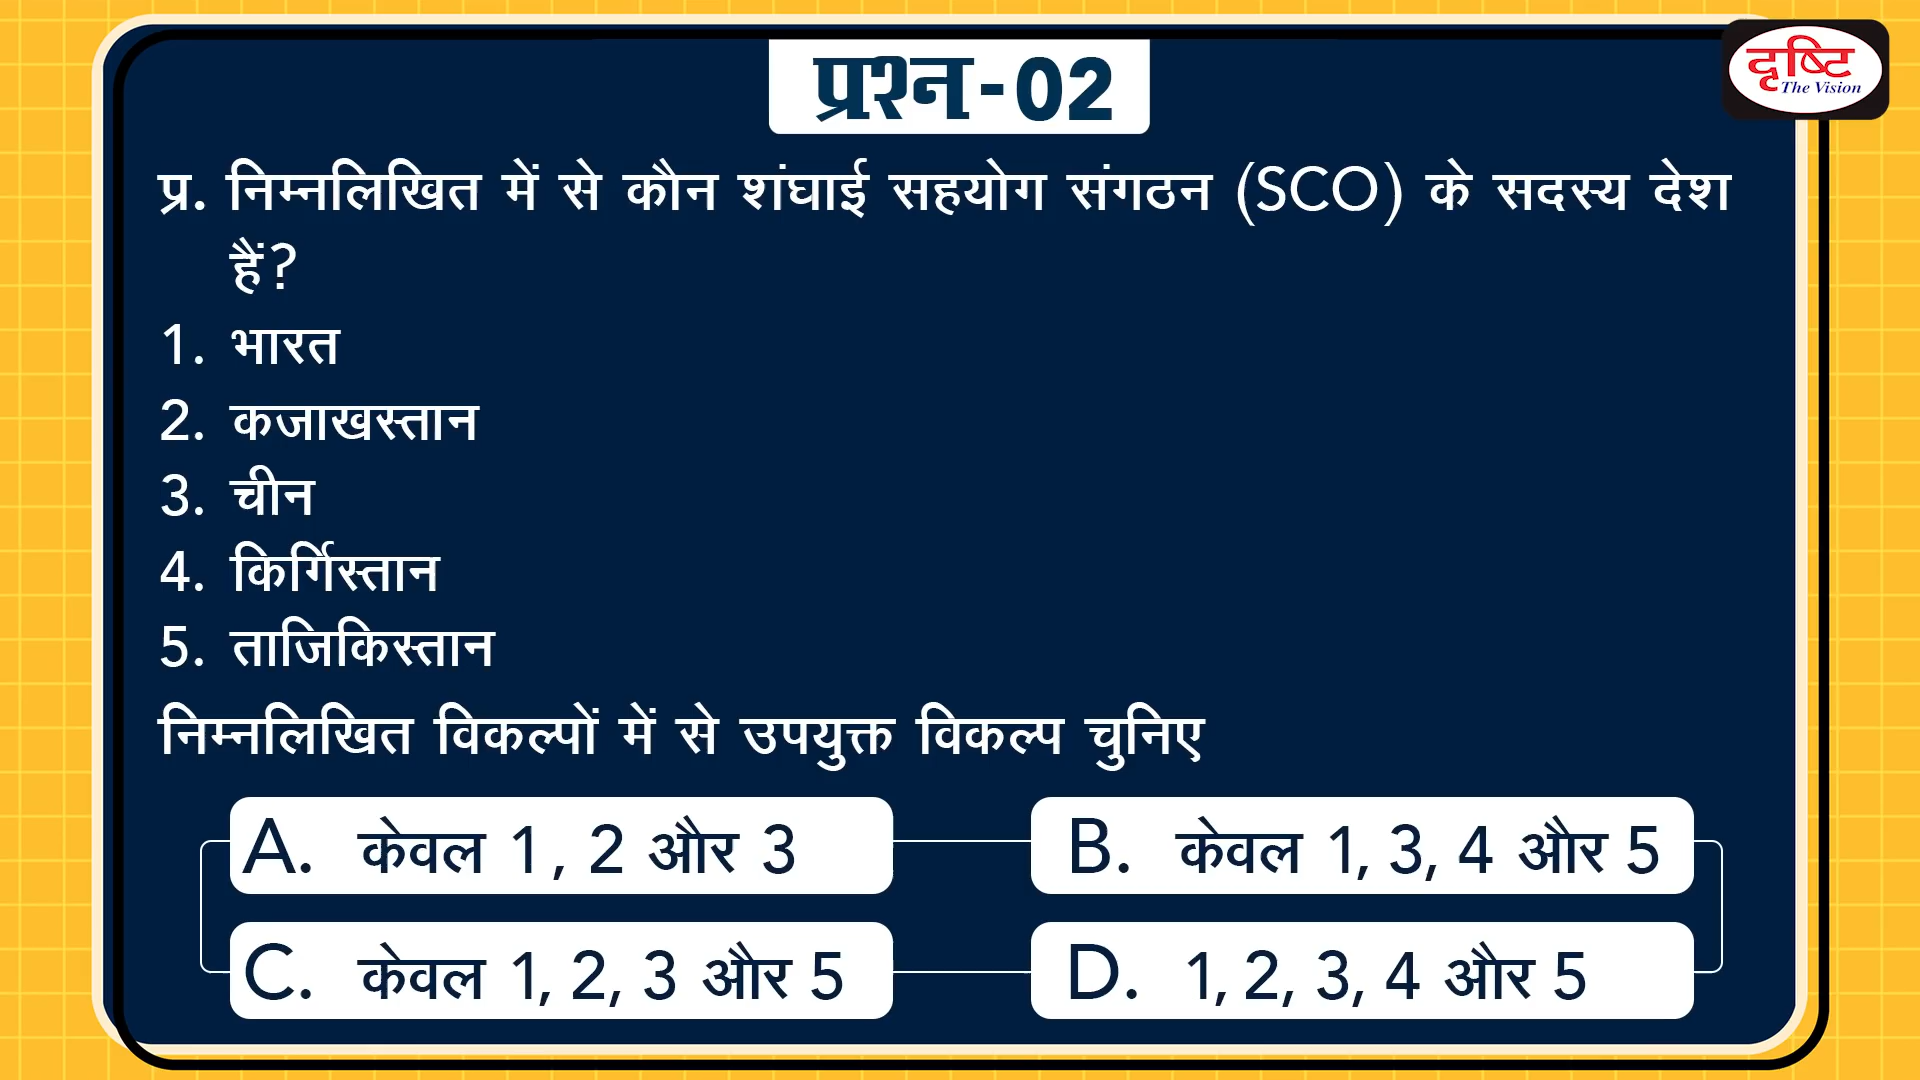 प्रश्न-02
दृष्टि
The Vision
प्र. निम्नलिखित में से कौन शंघाई सहयोग संगठन (SCO) के सदस्य देश
हैं?
1. भारत
2. कजाखस्तान
3. चीन
4. किर्गिस्तान
5. ताजिकिस्तान
निम्नलिखित विकल्पों में से उपयुक्त विकल्प चुनिए
A. केवल 1, 2 और 3
B. केवल 1, 3, 4 और 5
C. केवल 1, 2, 3 और 5
D. 1, 2, 3, 4 और 5